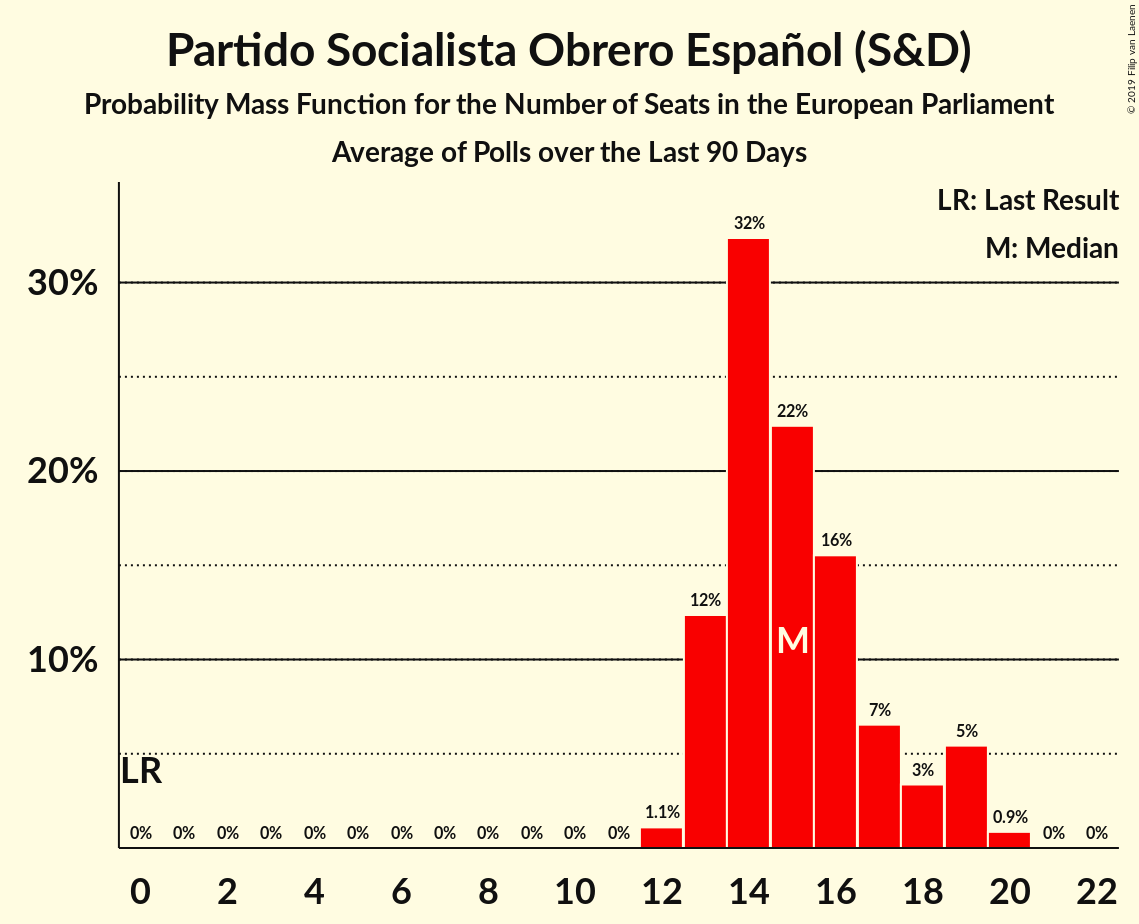 Partido Socialista Obrero Español (S&D)
Probability Mass Function for the Number of Seats in the European Parliament
Average of Polls over the Last 90 Days
© 2019 Filip van Laenen
LR: Last Result
M: Median
30%
20%
10%
32%
22%
16%
12%
7%
5%
3%
1.1%
0.9%
M
LR
0% 0% 0% 0% 0% 0% 0% 0% 0% 0% 0% 0% 0% 0%
0 2 4 6 8 10 12 14 16 18 20 22